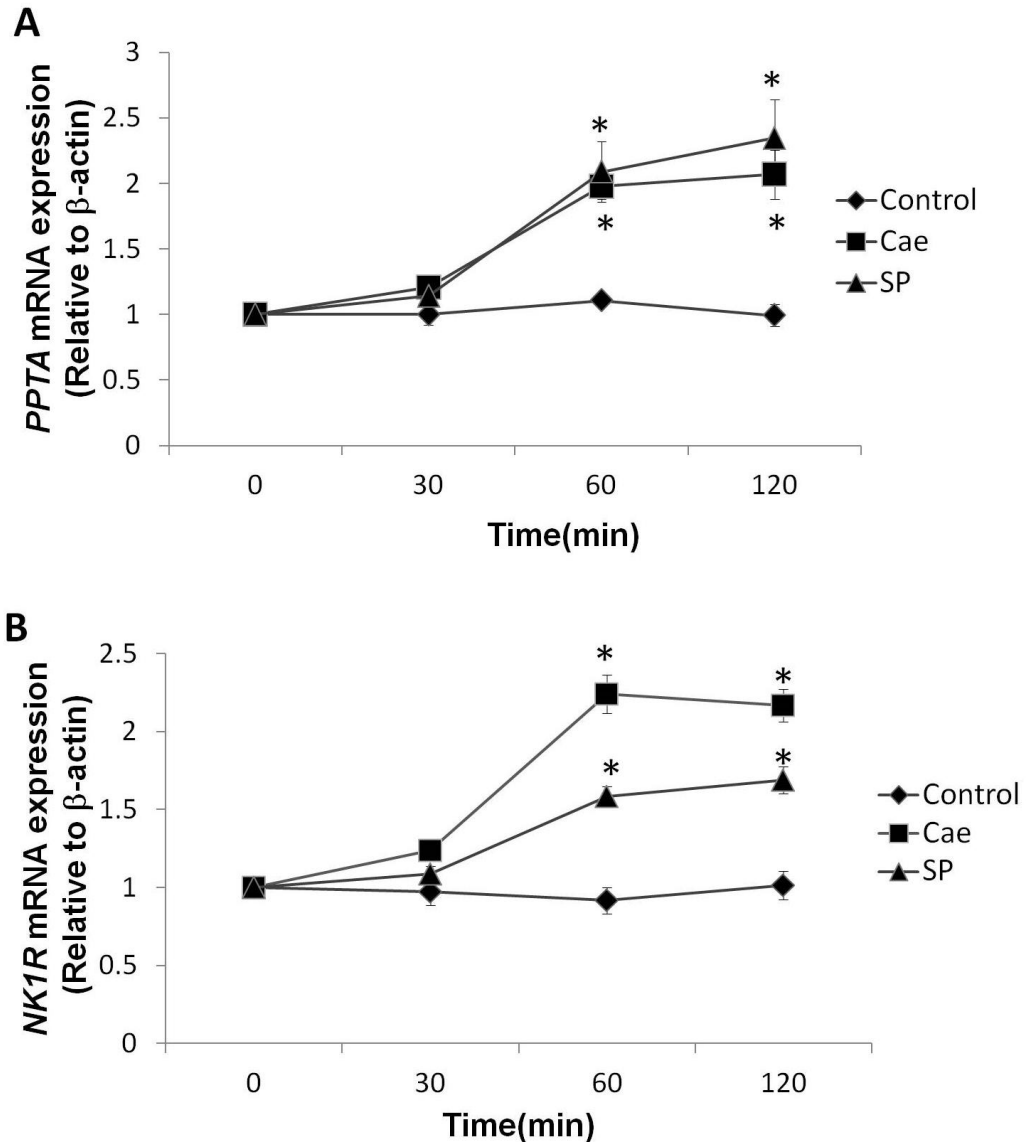 A
PPTA mRNA expression
(Relative to β-actin)
3
2.5
2
1.5
1
0.5
0
*
*
*
*
0 30 60 120
Time(min)
Control
Cae
SP
B
NK1R mRNA expression
(Relative to β-actin)
2.5
2
1.5
1
0.5
0
*
*
*
*
0 30 60 120
Time(min)
Control
Cae
SP